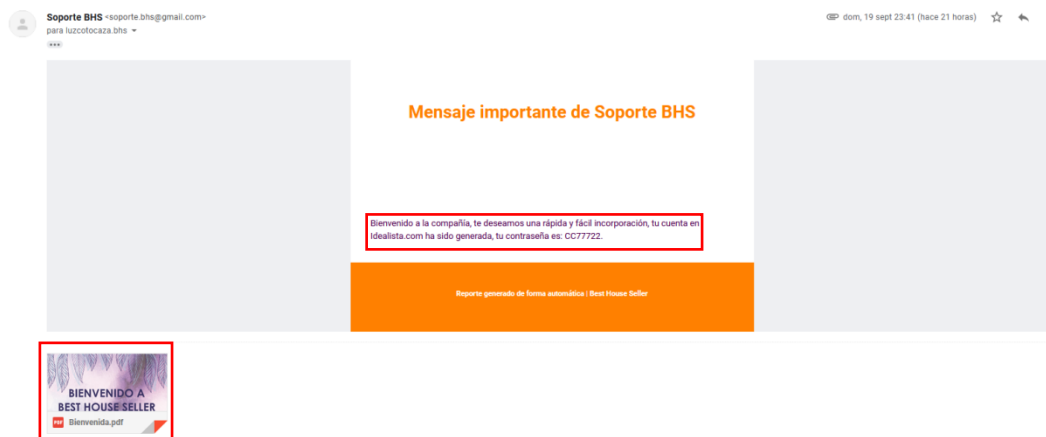 Soporte BHS <soporte.bhs@gmail.com>
dom, 19 sept 23:41 (hace 21 horas)
para luzcotocaza.bhs
Mensaje importante de Soporte BHS
Bienvenido a la compañía, te deseamos una rápida y fácil incorporación, tu cuenta en
Idealista.com ha sido generada, tu contraseña es: CC77722.
Reporte generado de forma automática | Best House Seller
BIENVENIDO A
BEST HOUSE SELLER
PDF Bienvenida.pdf